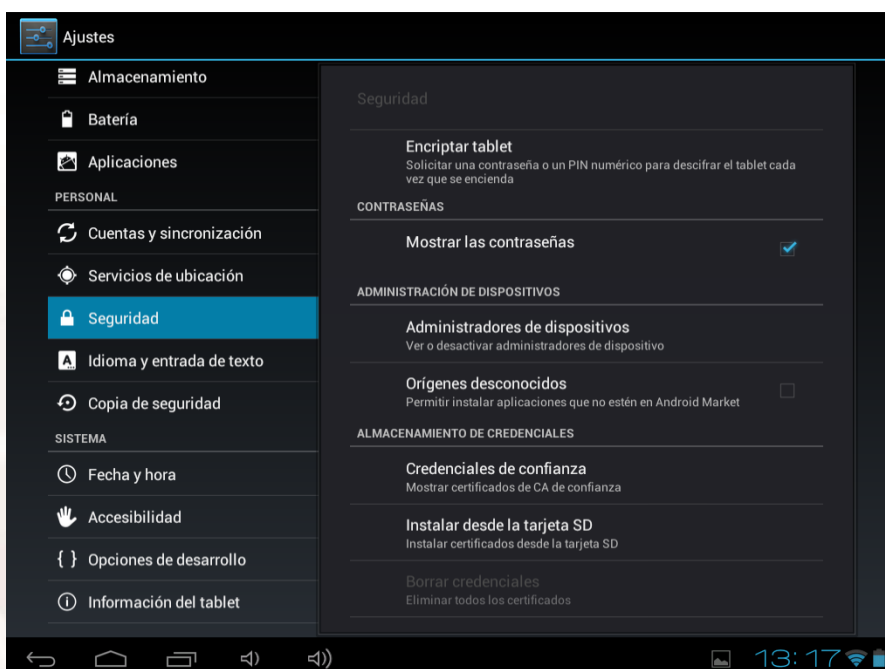 Ajustes
Almacenamiento
Batería
Aplicaciones
PERSONAL
Cuentas y sincronización
Servicios de ubicación
Seguridad
Idioma y entrada de texto
Copia de seguridad
SISTEMA
Fecha y hora
Accesibilidad
Opciones de desarrollo
Información del tablet
Seguridad
Encriptar tablet
Solicitar una contraseña o un PIN numérico para descifrar el tablet cada
vez que se encienda
CONTRASEÑAS
Mostrar las contraseñas
ADMINISTRACIÓN DE DISPOSITIVOS
Administradores de dispositivos
Ver o desactivar administradores de dispositivo
Orígenes desconocidos
Permitir instalar aplicaciones que no estén en Android Market
ALMACENAMIENTO DE CREDENCIALES
Credenciales de confianza
Mostrar certificados de CA de confianza
Instalar desde la tarjeta SD
Instalar certificados desde la tarjeta SD
Borrar credenciales
Eliminar todos los certificados
13:17